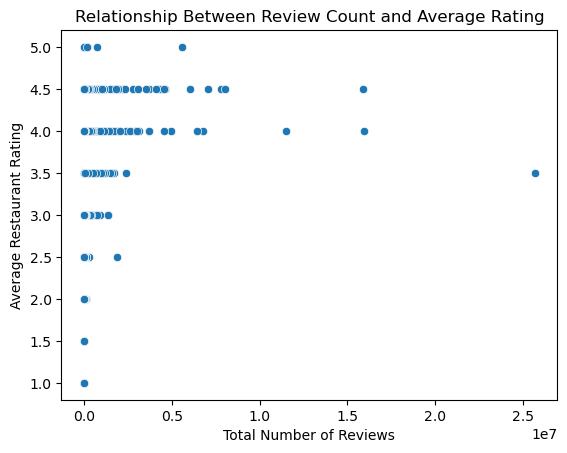 Relationship Between Review Count and Average Rating
Average Restaurant Rating
5.0
4.5
4.0
3.5
3.0
2.5
2.0
1.5
1.0
0.0 0.5 1.0 1.5 2.0 2.5
1e7
Total Number of Reviews